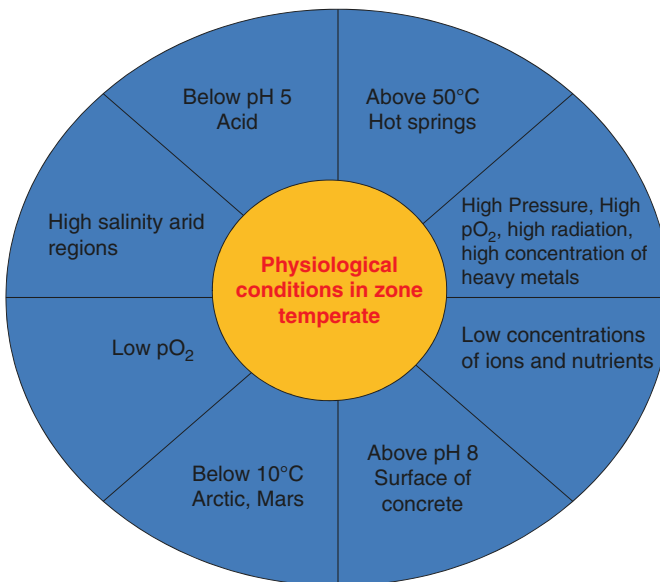 Below pH 5
Acid
Above 50°C
Hot springs
High salinity arid
regions
High Pressure, High
pO₂, high radiation,
high concentration of
heavy metals
Physiological
conditions in zone
temperate
Low pO₂
Low concentrations
of ions and nutrients
Below 10°C
Arctic, Mars
Above pH 8
Surface of
concrete